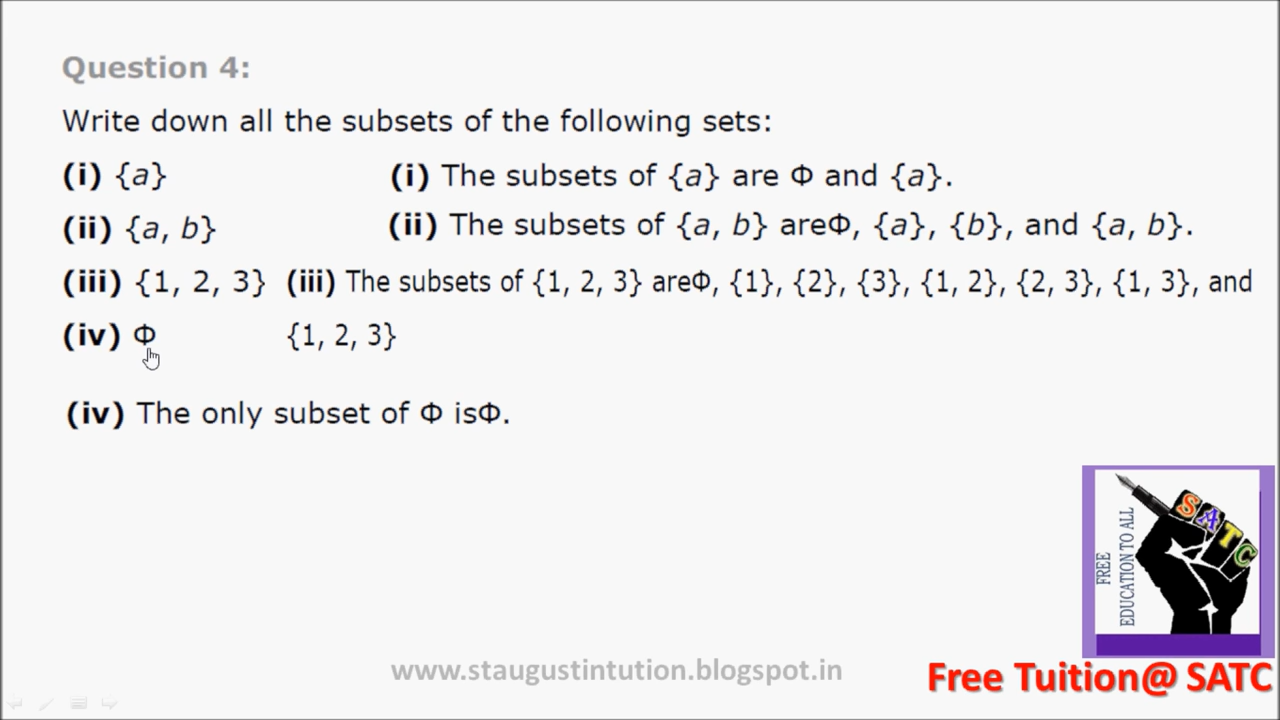 Question 4:
Write down all the subsets of the following sets:
(i) {a} (i) The subsets of {a} are Φ and {a}.
(ii) {a, b} (ii) The subsets of {a, b} areΦ, {a}, {b}, and {a, b}.
(iii) {1, 2, 3} (iii) The subsets of {1, 2, 3} areΦ, {1}, {2}, {3}, {1, 2}, {2, 3}, {1, 3}, and
(iv) Φ {1, 2, 3}
(iv) The only subset of Φ isΦ.
SATC
FREE
EDUCATION TO ALL
www.staugustintution.blogspot.in
Free Tuition@ SATC